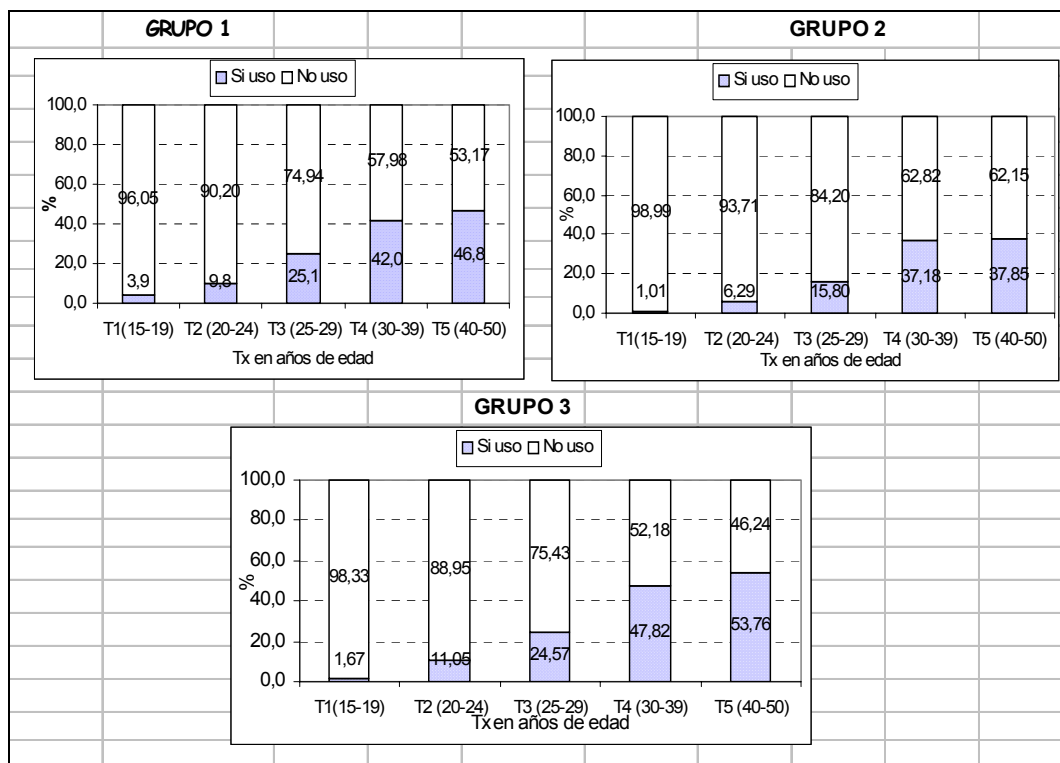 GRUPO 1
Si uso No uso
100,0
80,0
60,0
40,0
20,0
0,0
%
96,05 90,20 74,94 57,98 53,17
3,9 9,8 25,1 42,0 46,8
T1(15-19) T2 (20-24) T3 (25-29) T4 (30-39) T5 (40-50)
Tx en años de edad
GRUPO 2
Si uso No uso
100,0
80,0
60,0
40,0
20,0
0,0
%
98,99 93,71 84,20 62,82 62,15
1,01 6,29 15,80 37,18 37,85
T1(15-19) T2 (20-24) T3 (25-29) T4 (30-39) T5 (40-50)
Tx en años de edad
GRUPO 3
Si uso No uso
100,0
80,0
60,0
40,0
20,0
0,0
%
98,33 88,95 75,43 52,18 46,24
1,67 11,05 24,57 47,82 53,76
T1(15-19) T2 (20-24) T3 (25-29) T4 (30-39) T5 (40-50)
Tx en años de edad